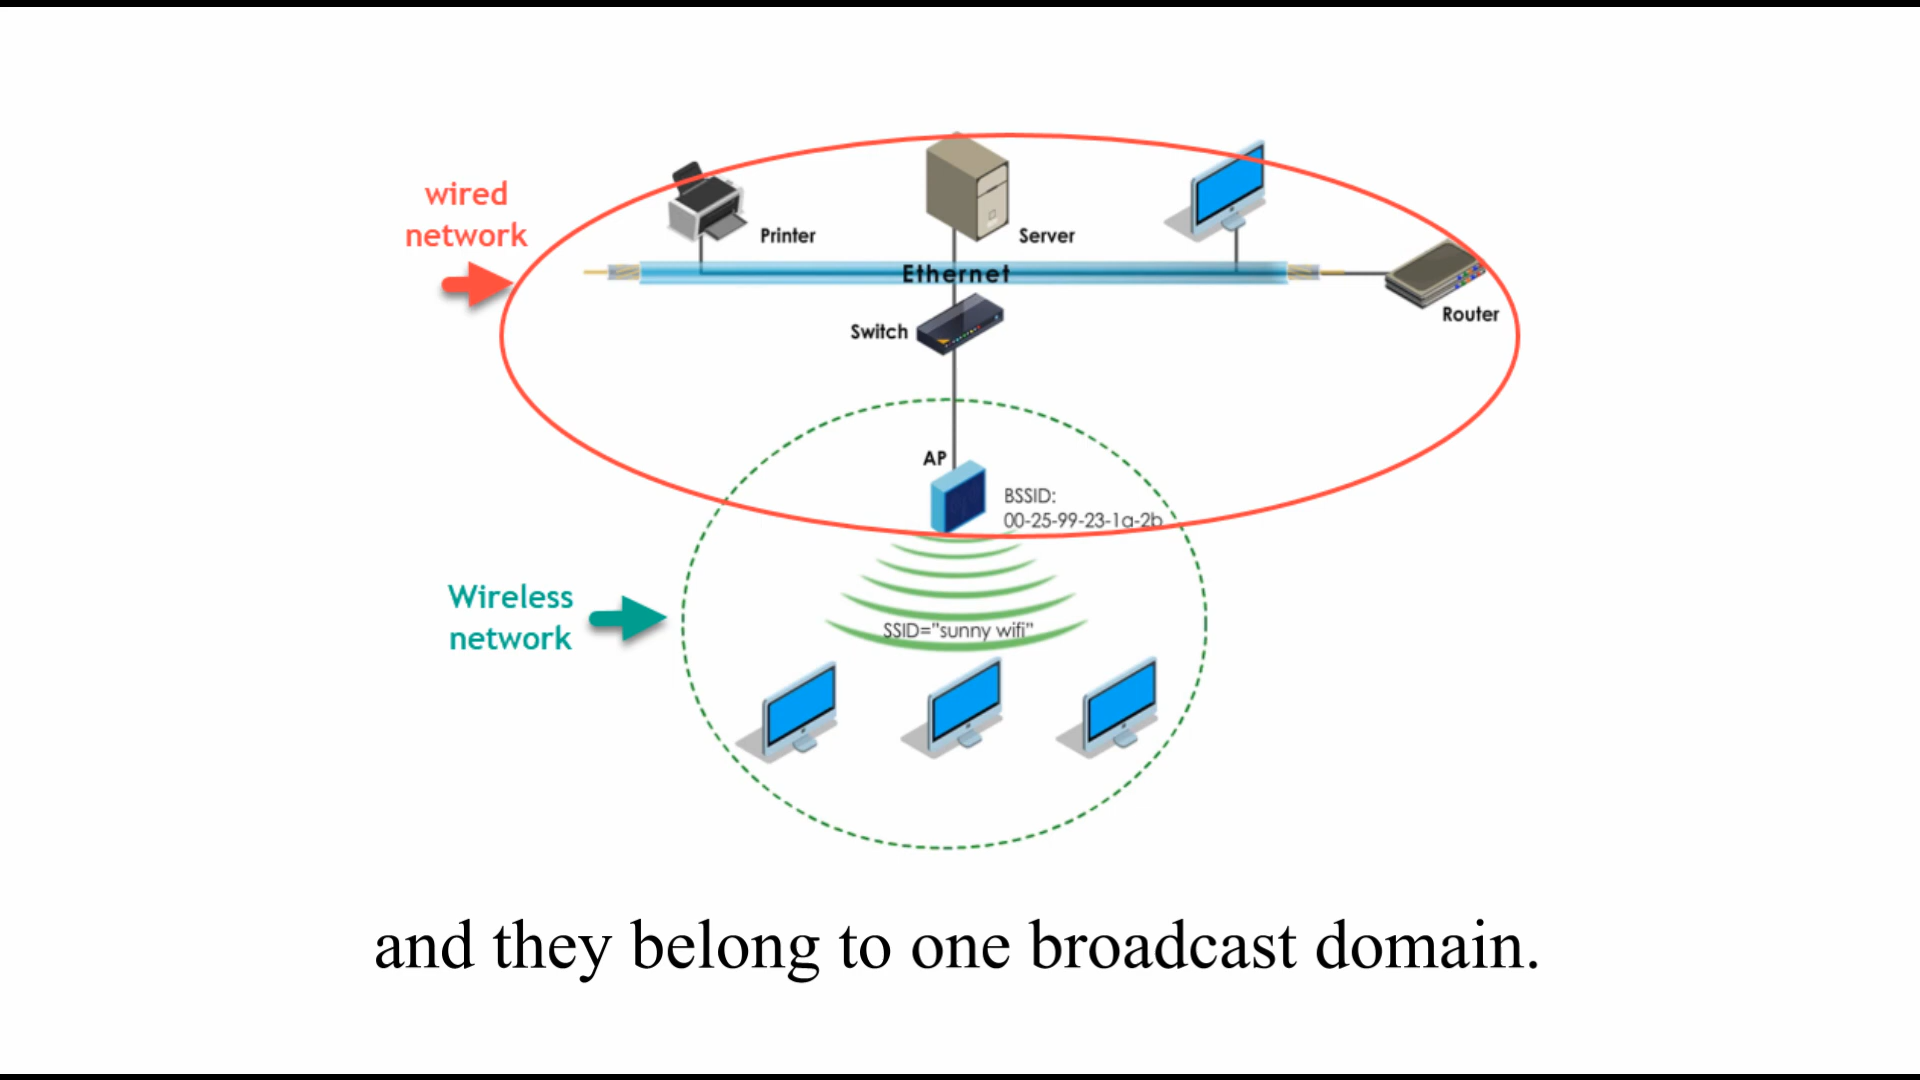 wired
network
Printer
Server
Ethernet
Router
Switch
AP
BSSID:
00-25-99-23-1a-2b
Wireless
network
SSID="sunny wifi"
and they belong to one broadcast domain.